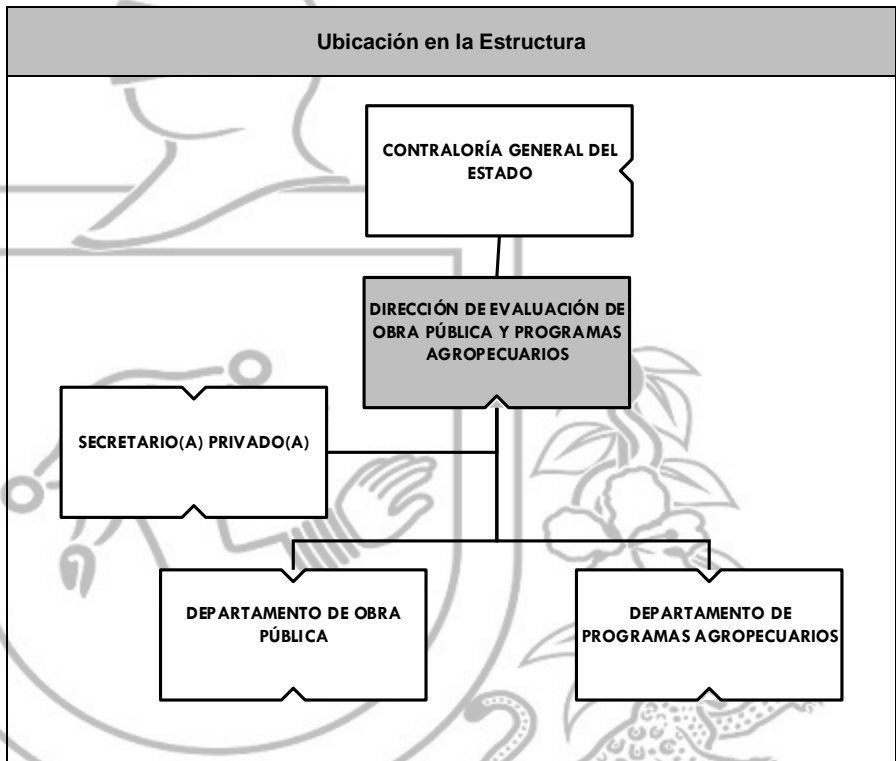 Ubicación en la Estructura
CONTRALORÍA GENERAL DEL
ESTADO
DIRECCIÓN DE EVALUACIÓN DE
OBRA PÚBLICA Y PROGRAMAS
AGROPECUARIOS
SECRETARIO(A) PRIVADO(A)
DEPARTAMENTO DE OBRA
PÚBLICA
DEPARTAMENTO DE
PROGRAMAS AGROPECUARIOS